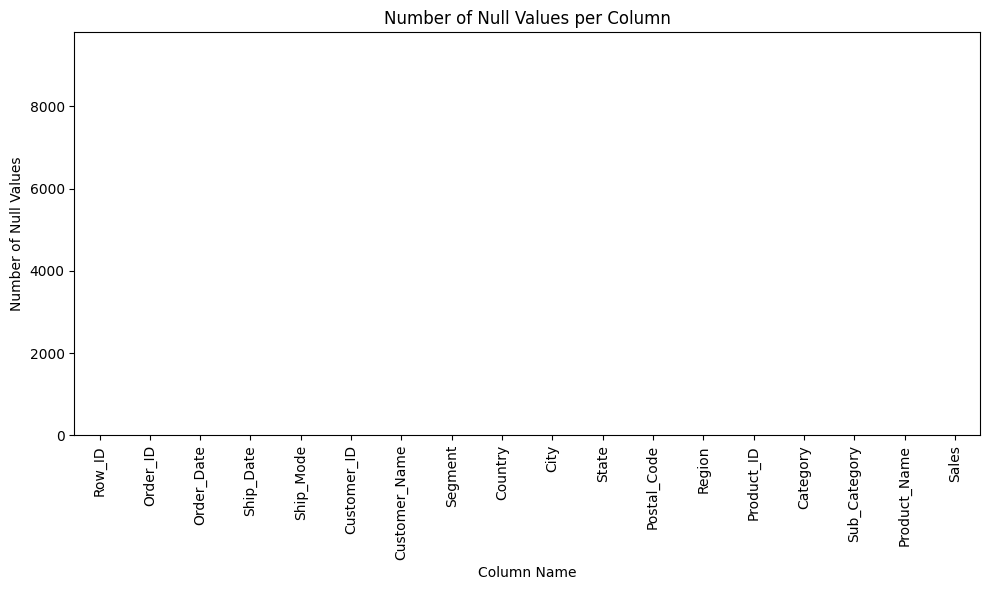 Number of Null Values per Column
Number of Null Values
8000
6000
4000
2000
0
Row_ID
Order_ID
Order_Date
Ship_Date
Ship_Mode
Customer_ID
Customer_Name
Segment
Country
City
State
Postal_Code
Region
Product_ID
Category
Sub_Category
Product_Name
Sales
Column Name